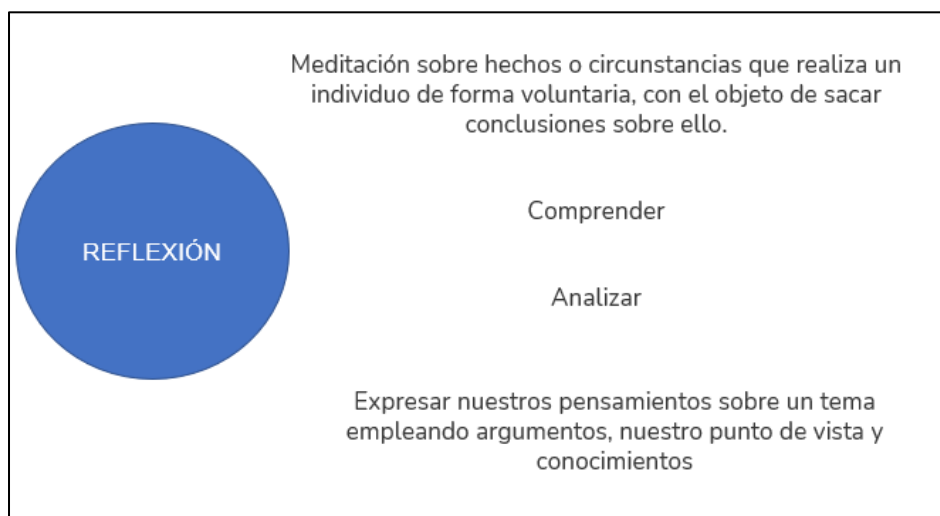 Meditación sobre hechos o circunstancias que realiza un
individuo de forma voluntaria, con el objeto de sacar
conclusiones sobre ello.
Comprender
REFLEXIÓN
Analizar
Expresar nuestros pensamientos sobre un tema
empleando argumentos, nuestro punto de vista y
conocimientos